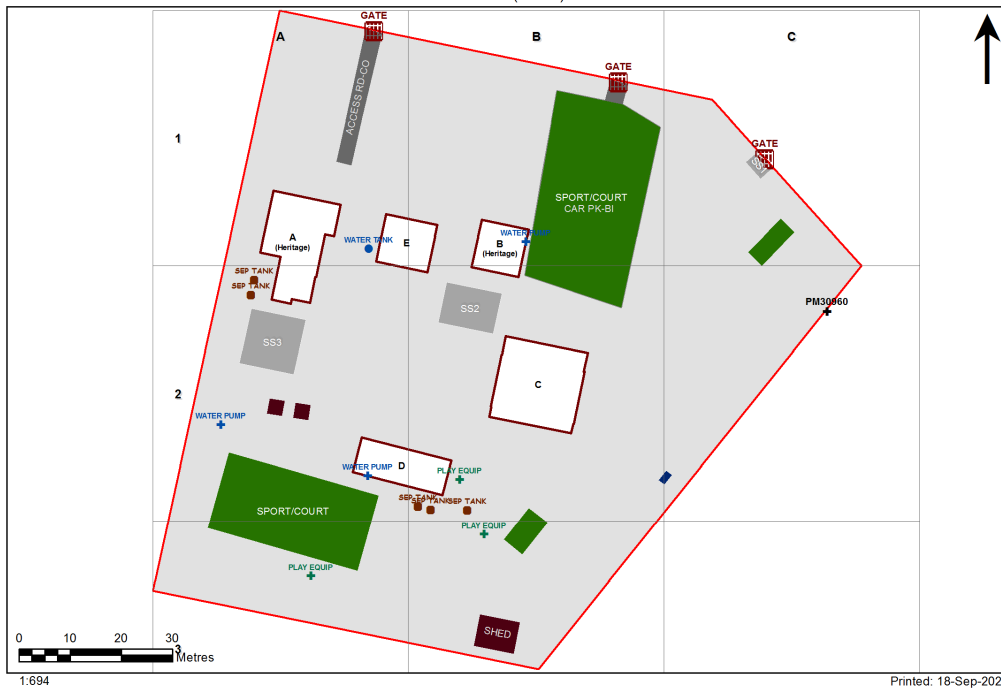 GATE
A
B
C
GATE
ACCESS RD-CO
1
GATE
SPORT/COURT
CAR PK-BI
A
(Heritage)
WATER TANK
E
WATER PUMP
B
(Heritage)
SEP TANK
SEP TANK
SS2
PM30960
SS3
C
2
WATER PUMP
D
WATER PUMP
PLAY EQUIP
SEP TANK
SEP TANK
SEP TANK
SPORT/COURT
PLAY EQUIP
PLAY EQUIP
SHED
0 10 20 30
3
Metres
1:694
Printed: 18-Sep-202